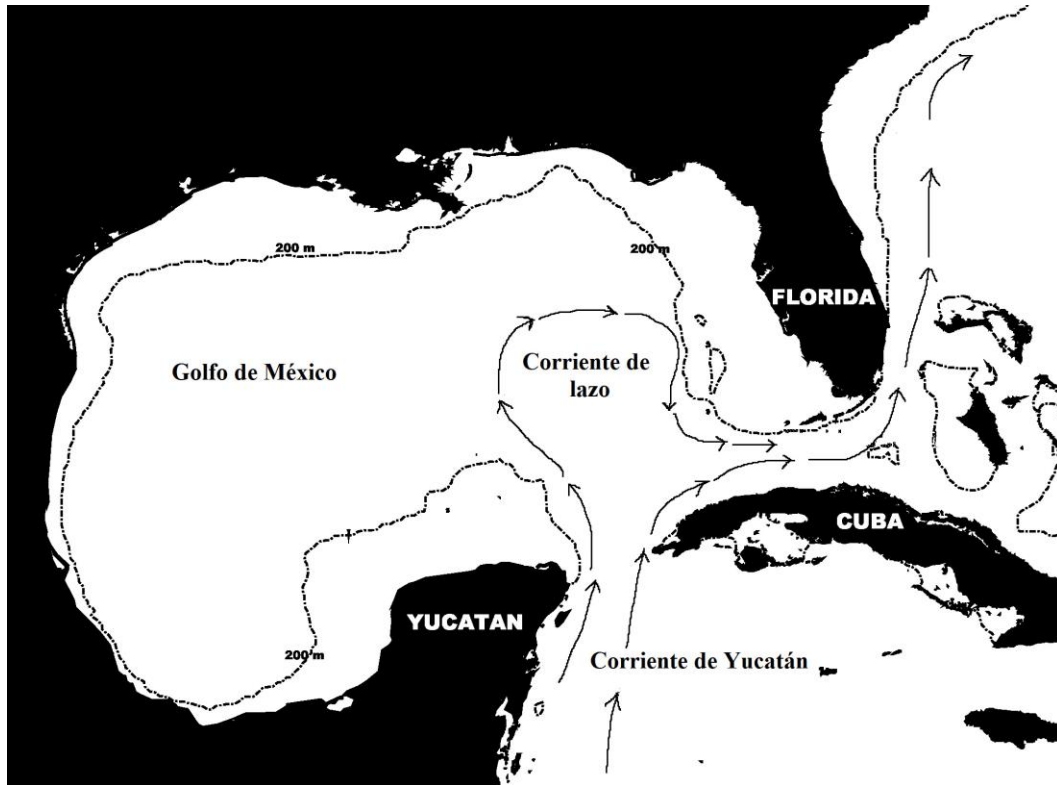 200 m
200 m
FLORIDA
Golfo de México
Corriente de
lazo
CUBA
YUCATAN
200 m
Corriente de Yucatán